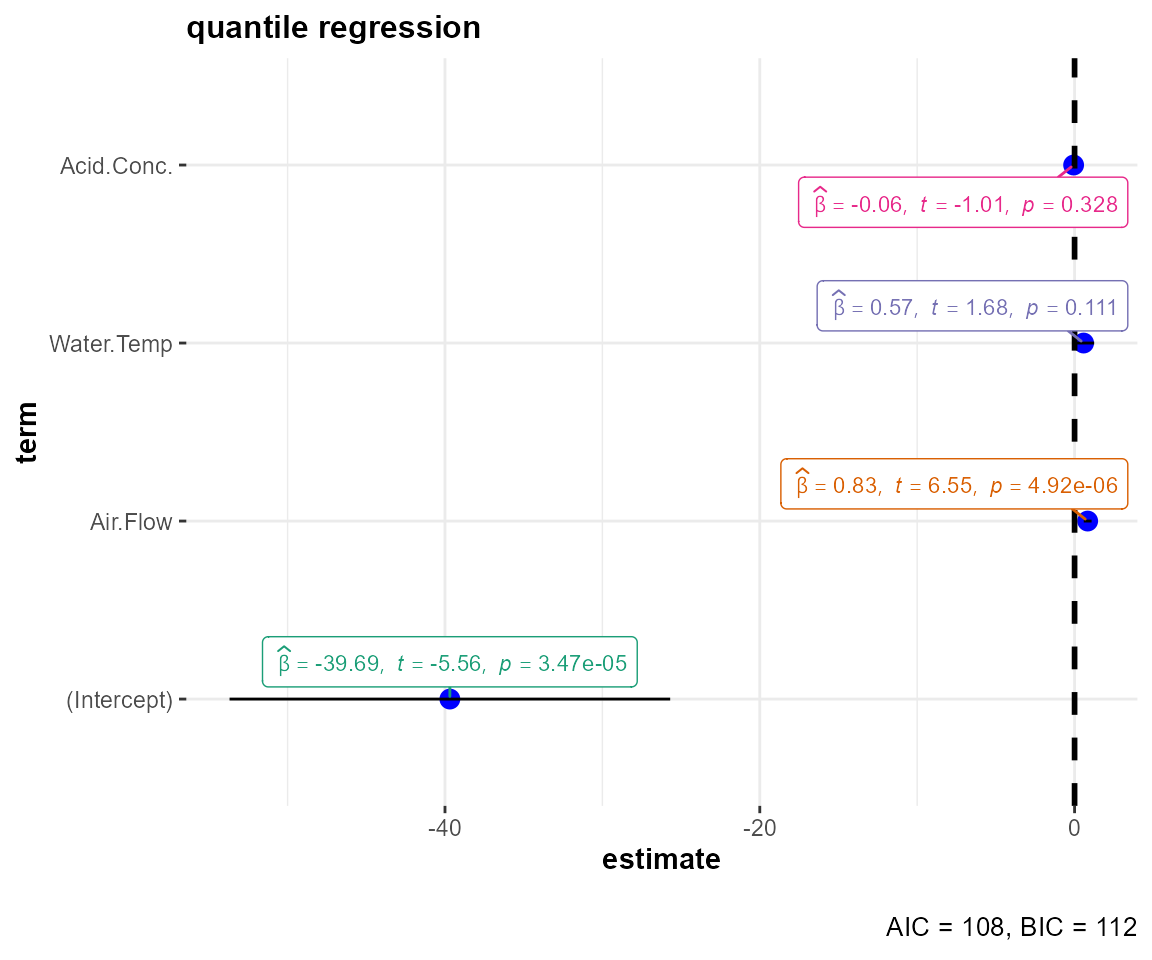 quantile regression
term
Acid.Conc.
β̂ = -0.06, t = -1.01, p = 0.328
Water.Temp
β̂ = 0.57, t = 1.68, p = 0.111
Air.Flow
β̂ = 0.83, t = 6.55, p = 4.92e-06
(Intercept)
β̂ = -39.69, t = -5.56, p = 3.47e-05
-40 -20 0
estimate
AIC = 108, BIC = 112